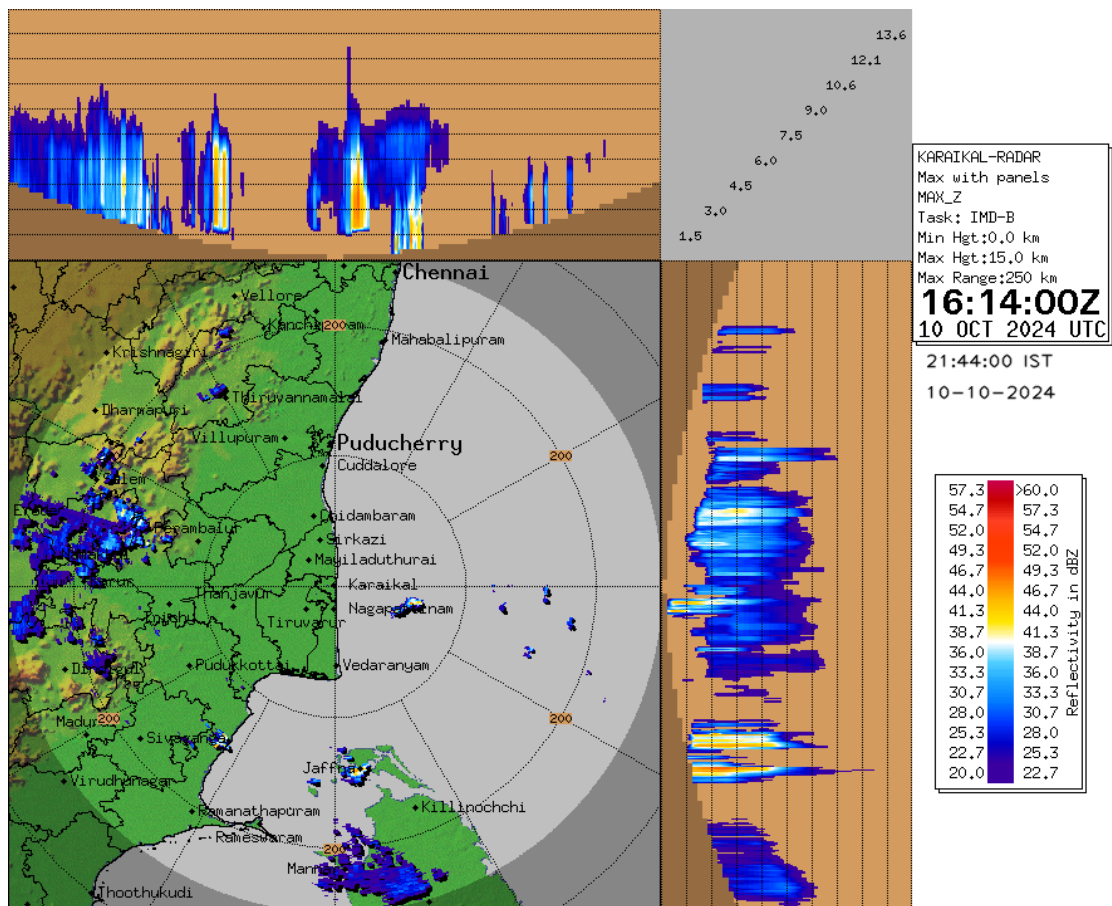 13.6
12.1
10.6
9.0
7.5
6.0
4.5
3.0
1.5
KARAIKAL-RADAR
Max with panels
MAX_Z
Task: IMD-B
Min Hgt:0.0 km
Max Hgt:15.0 km
Max Range:250 km
16:14:00Z
10 OCT 2024 UTC
21:44:00 IST
10-10-2024
Chennai
Vellore
200
Mahabalipuram
Krishnagiri
Thiruvannamalai
Dharmapuri
Villupuram
Puducherry
200
Cuddalore
Salem
Sirkazi
Perambalur
Mayiladuthurai
Karaikal
Thanjavur
Nagapattinam
Tiruvarur
Pudukkottai
Vedaranyam
200
200
Sivaganga
Jaffna
Virudhunagar
Killinochchi
Ramanathapuram
Rameswaram
200
Thoothukudi
57.3 >60.0
54.7 57.3
52.0 54.7
49.3 52.0
46.7 49.3
44.0 46.7
41.3 44.0
38.7 41.3
36.0 38.7
33.3 36.0
30.7 33.3
28.0 30.7
25.3 28.0
22.7 25.3
20.0 22.7
Reflectivity in dBZ